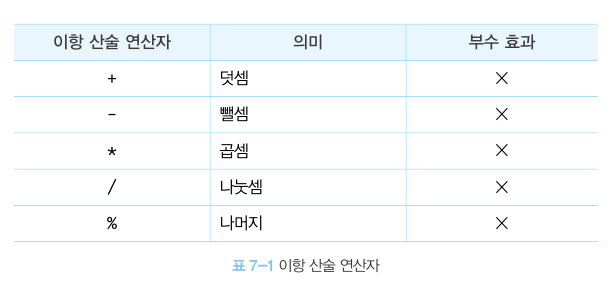 이항 산술 연산자 의미 부수 효과
+ 덧셈 ×
- 뺄셈 ×
* 곱셈 ×
/ 나눗셈 ×
% 나머지 ×
표 7-1 이항 산술 연산자